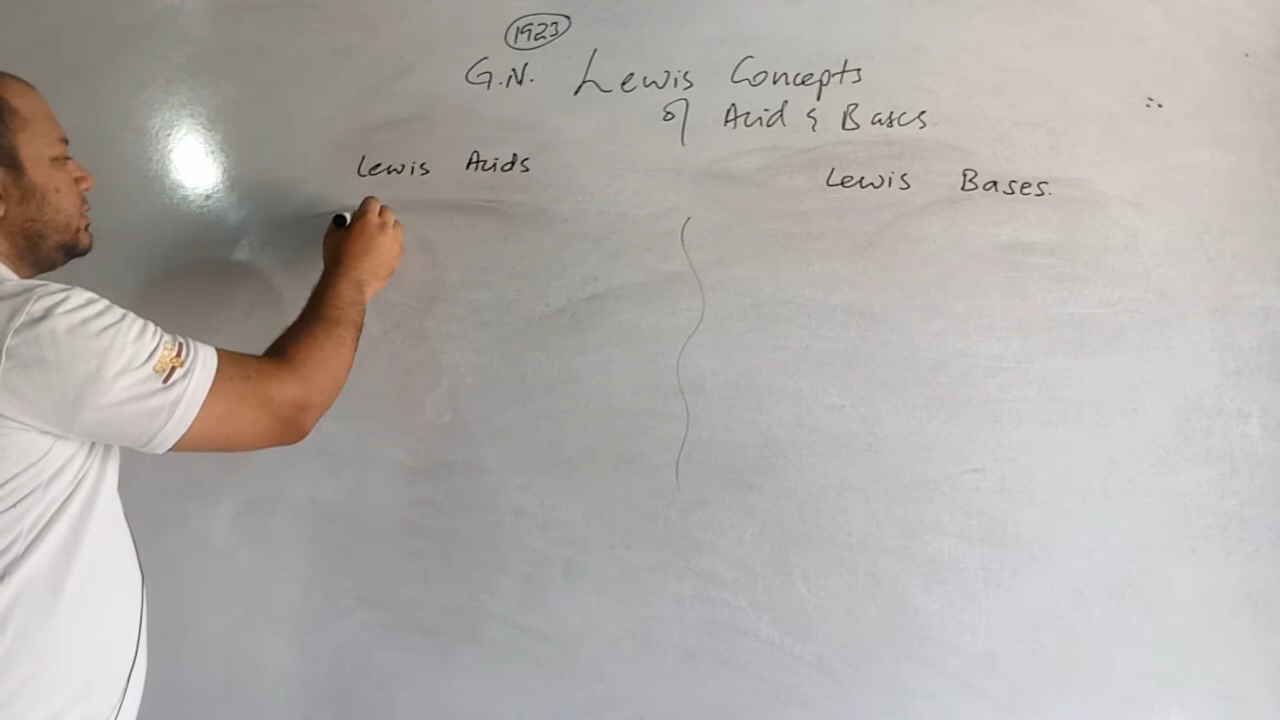 1923
G.N. Lewis Concepts
of Acid & Bases
Lewis Acids
Lewis Bases.